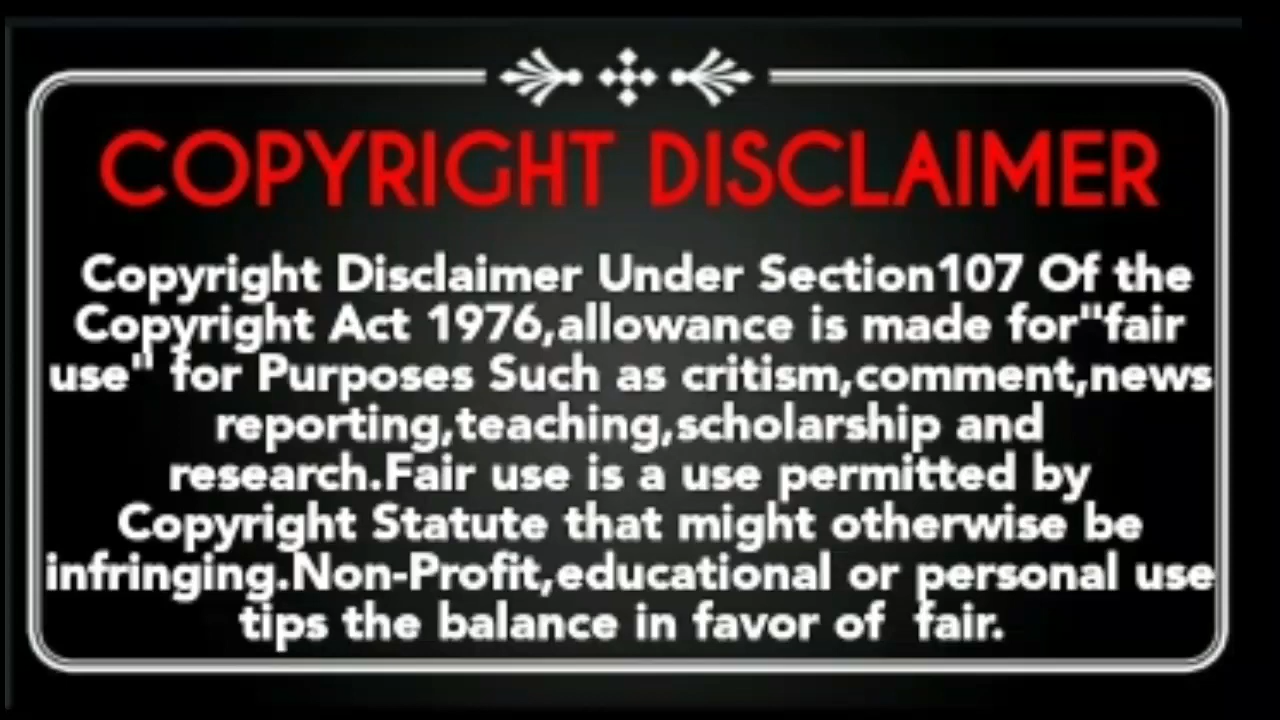 COPYRIGHT DISCLAIMER
Copyright Disclaimer Under Section107 Of the
Copyright Act 1976,allowance is made for"fair
use" for Purposes Such as critism,comment,news
reporting,teaching,scholarship and
research.Fair use is a use permitted by
Copyright Statute that might otherwise be
infringing.Non-Profit,educational or personal use
tips the balance in favor of  fair.